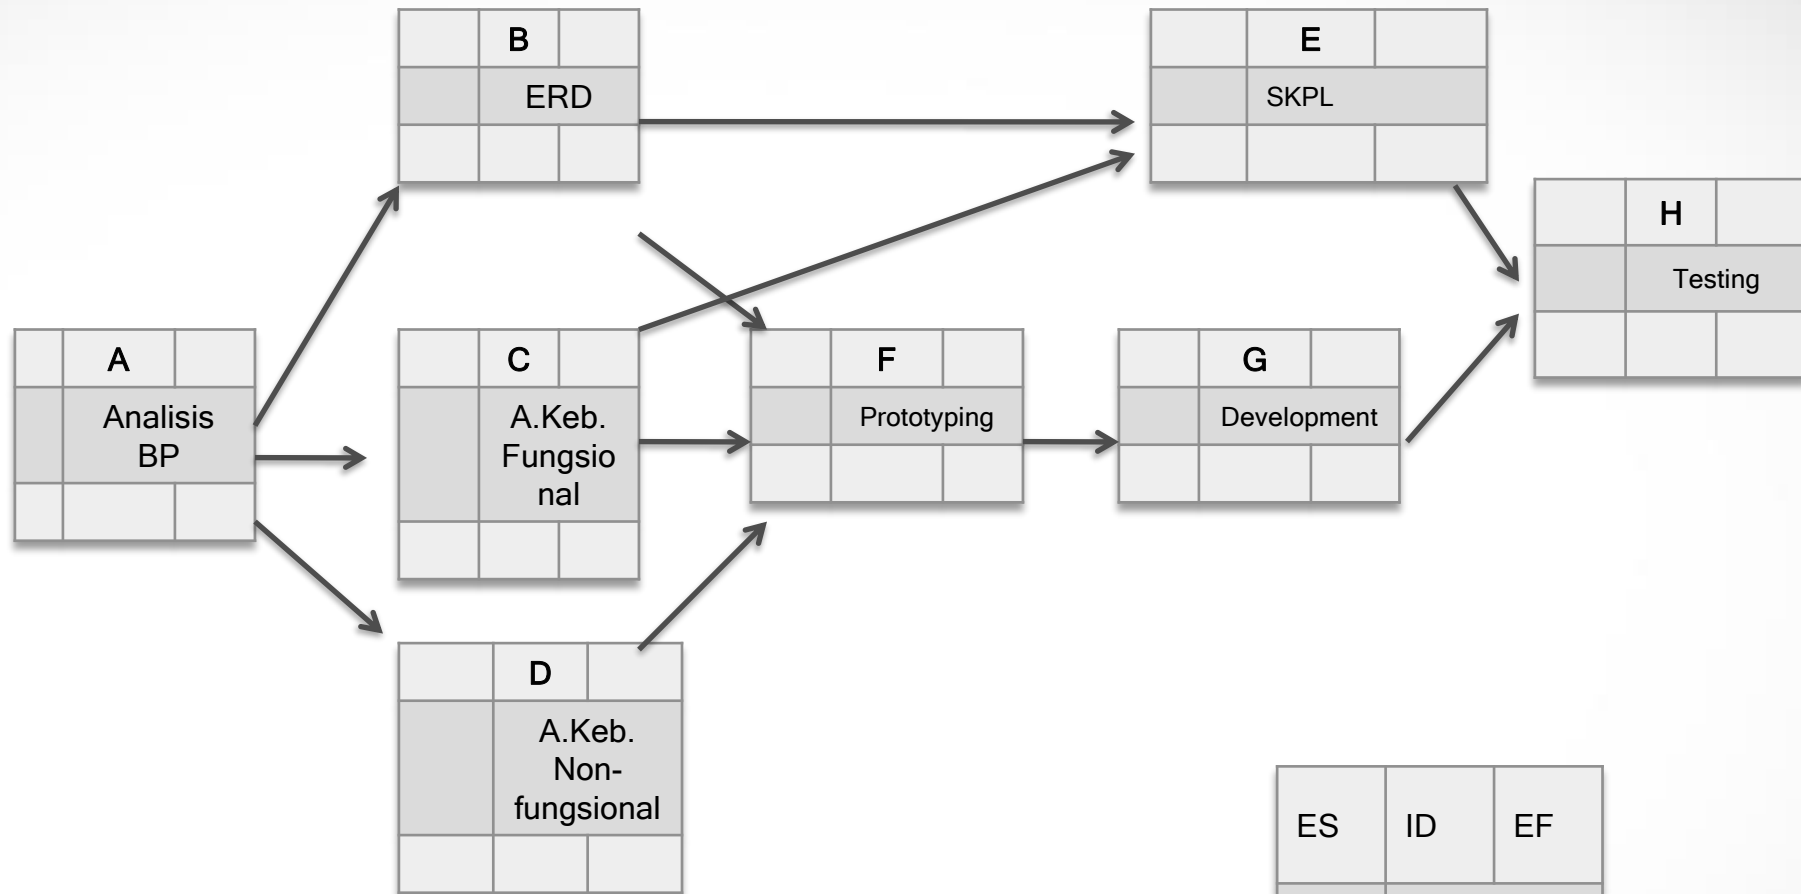 B
ERD
E
SKPL
H
Testing
A
Analisis
BP
C
A.Keb.
Fungsio
nal
F
Prototyping
G
Development
D
A.Keb.
Non-
fungsional
ES ID EF